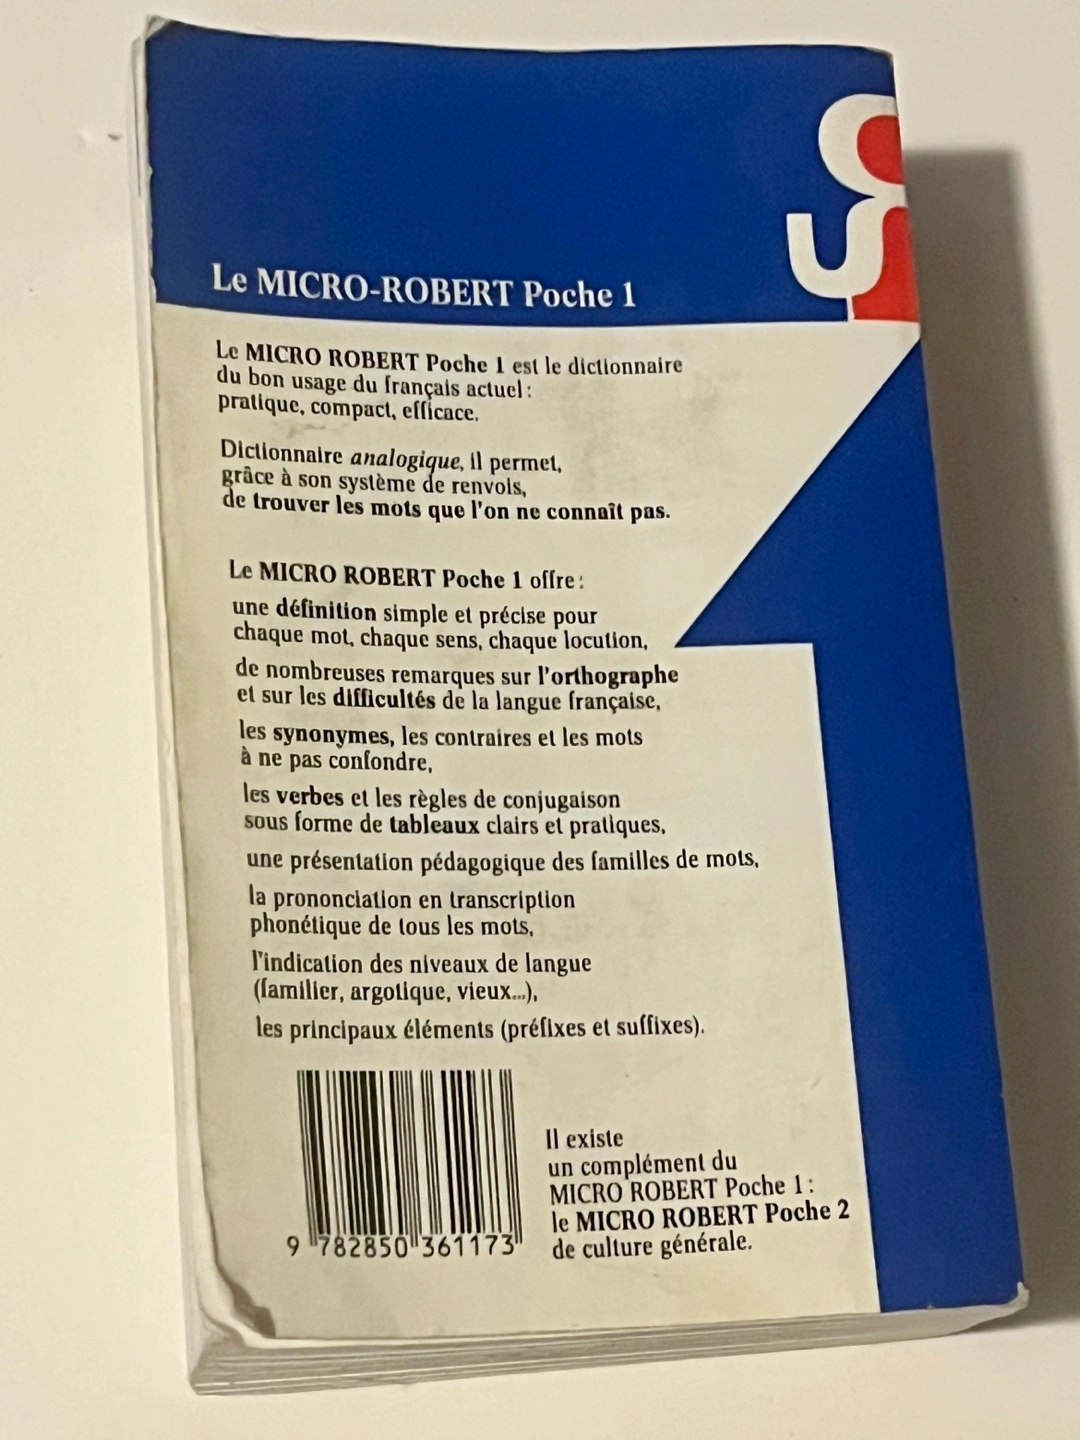 Le MICRO-ROBERT Poche 1
Le MICRO ROBERT Poche 1 est le dictionnaire
du bon usage du français actuel :
pratique, compact, efficace.
Dictionnaire analogique, il permet,
grâce à son système de renvois,
de trouver les mots que l'on ne connaît pas.
Le MICRO ROBERT Poche 1 offre :
une définition simple et précise pour
chaque mot, chaque sens, chaque locution,
de nombreuses remarques sur l'orthographe
et sur les difficultés de la langue française,
les synonymes, les contraires et les mots
à ne pas confondre,
les verbes et les règles de conjugaison
sous forme de tableaux clairs et pratiques,
une présentation pédagogique des familles de mots,
la prononciation en transcription
phonétique de tous les mots,
l'indication des niveaux de langue
(familier, argotique, vieux...),
les principaux éléments (préfixes et suffixes).
9 782850 361173
Il existe
un complément du
MICRO ROBERT Poche 1 :
le MICRO ROBERT Poche 2
de culture générale.